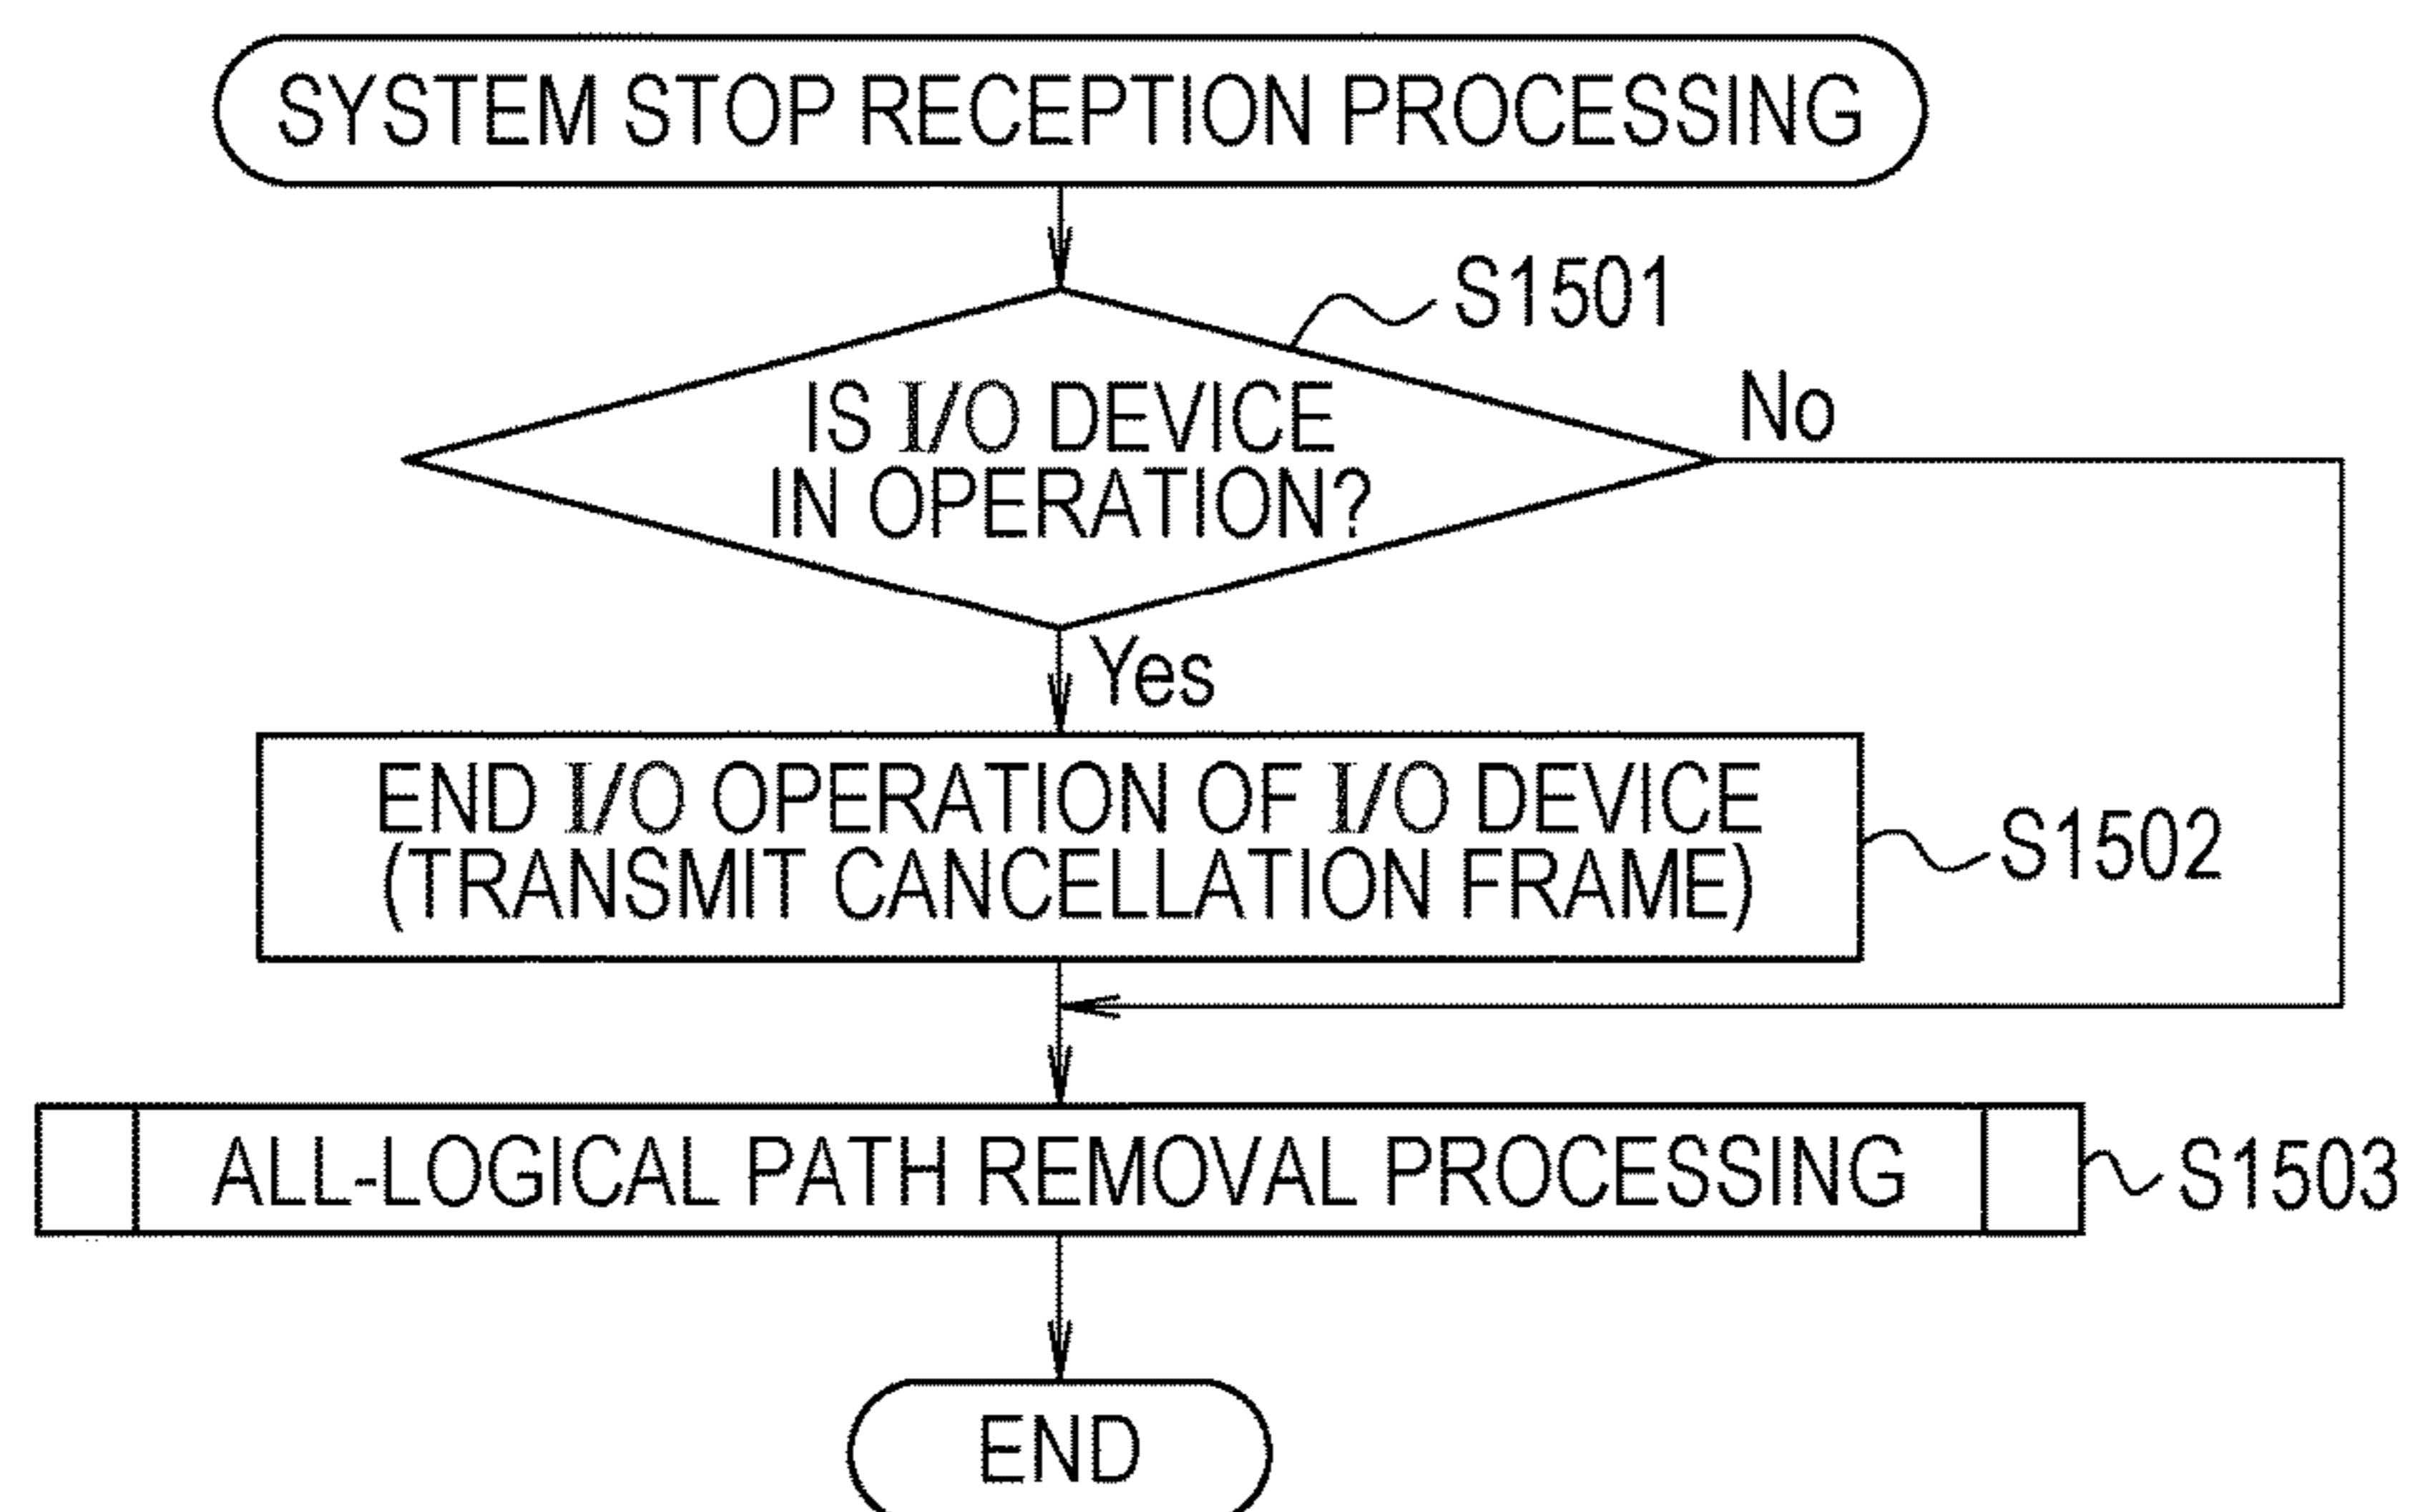 SYSTEM STOP RECEPTION PROCESSING
S1501
IS I/O DEVICE
IN OPERATION?
No
Yes
END I/O OPERATION OF I/O DEVICE
(TRANSMIT CANCELLATION FRAME)
S1502
ALL-LOGICAL PATH REMOVAL PROCESSING
S1503
END